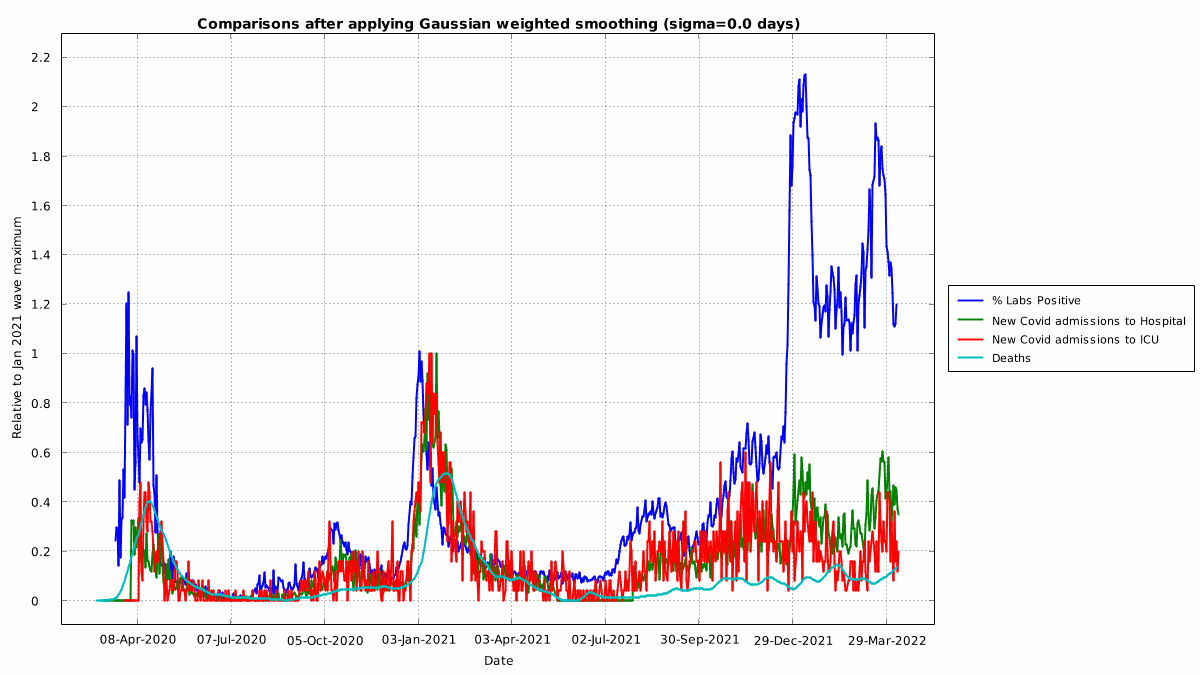 Comparisons after applying Gaussian weighted smoothing (sigma=0.0 days)
Relative to Jan 2021 wave maximum
2.2
2
1.8
1.6
1.4
1.2
1
0.8
0.6
0.4
0.2
0
08-Apr-2020 07-Jul-2020 05-Oct-2020 03-Jan-2021 03-Apr-2021 02-Jul-2021 30-Sep-2021 29-Dec-2021 29-Mar-2022
Date
% Labs Positive
New Covid admissions to Hospital
New Covid admissions to ICU
Deaths